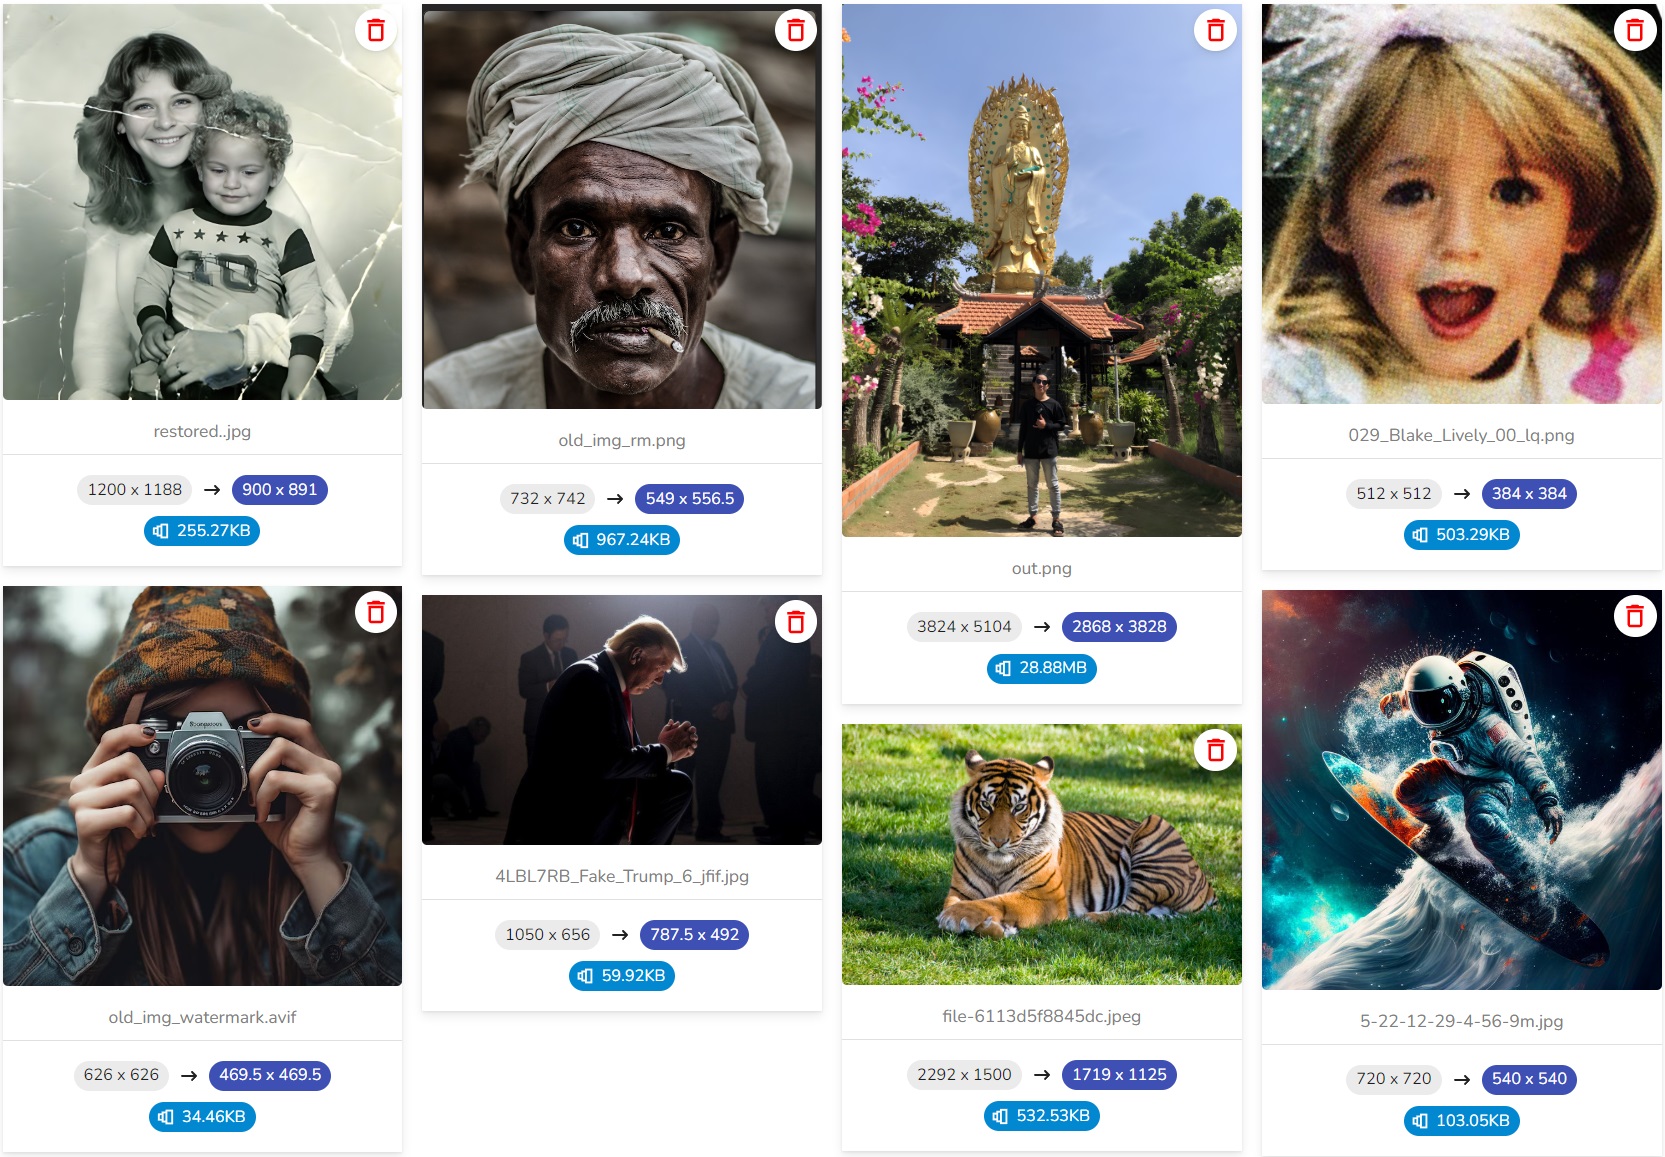 restored..jpg
1200 x 1188 → 900 x 891
255.27KB
old_img_rm.png
732 x 742 → 549 x 556.5
967.24KB
out.png
3824 x 5104 → 2868 x 3828
28.88MB
029_Blake_Lively_00_lq.png
512 x 512 → 384 x 384
503.29KB
old_img_watermark.avif
626 x 626 → 469.5 x 469.5
34.46KB
4LBL7RB_Fake_Trump_6_jfif.jpg
1050 x 656 → 787.5 x 492
59.92KB
file-6113d5f8845dc.jpeg
2292 x 1500 → 1719 x 1125
532.53KB
5-22-12-29-4-56-9m.jpg
720 x 720 → 540 x 540
103.05KB